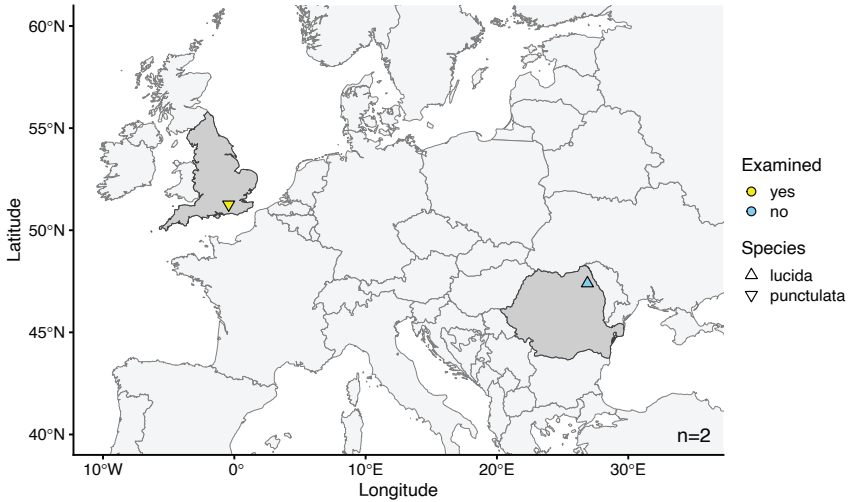 60°N
55°N
50°N
45°N
40°N
Latitude
10°W
0°
10°E
20°E
30°E
Longitude
n=2
Examined
yes
no
Species
lucida
punctulata